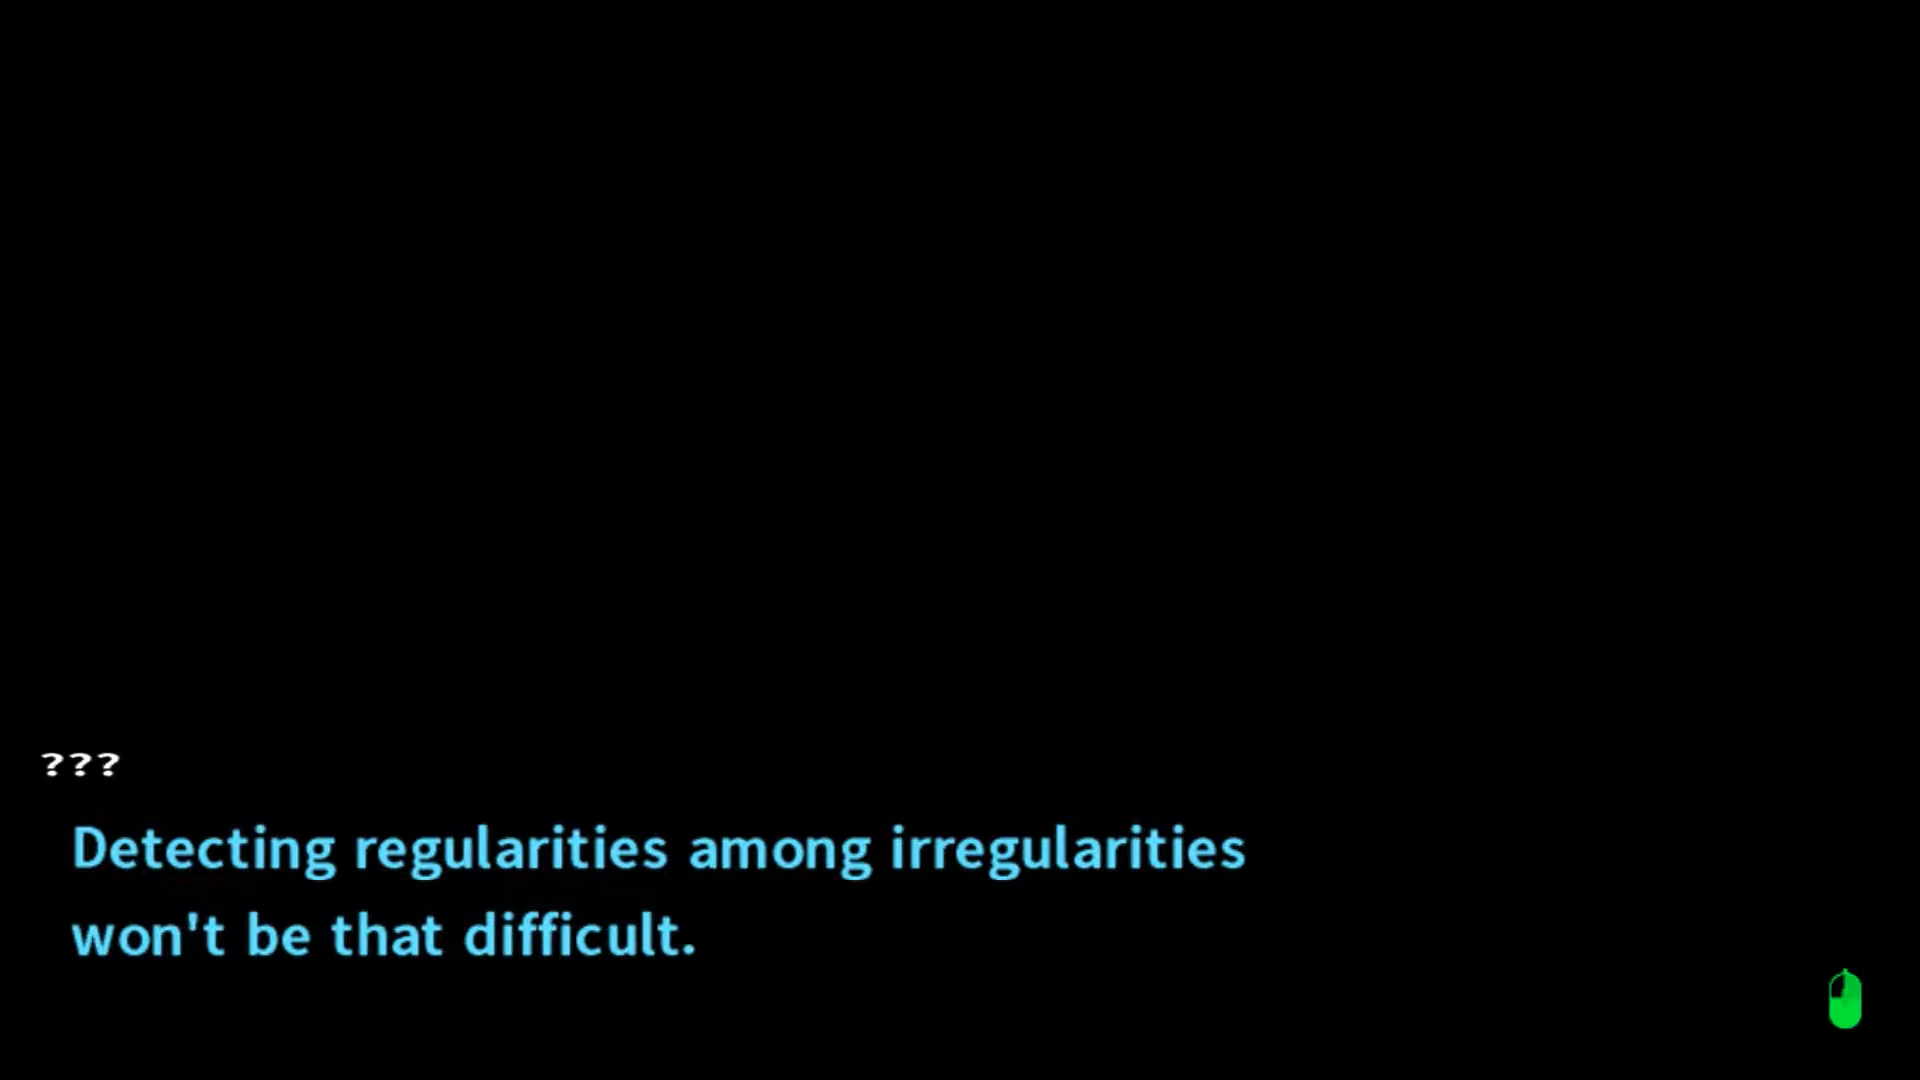 ???
Detecting regularities among irregularities
won't be that difficult.